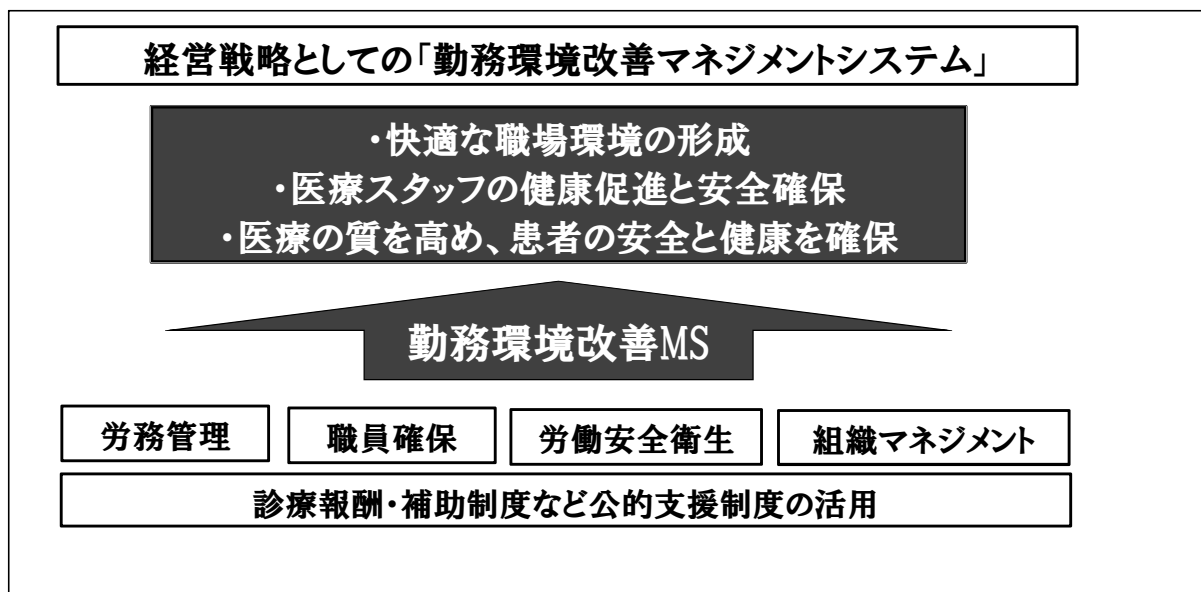 経営戦略としての「勤務環境改善マネジメントシステム」
・快適な職場環境の形成
・医療スタッフの健康促進と安全確保
・医療の質を高め、患者の安全と健康を確保
勤務環境改善MS
労務管理
職員確保
労働安全衛生
組織マネジメント
診療報酬・補助制度など公的支援制度の活用